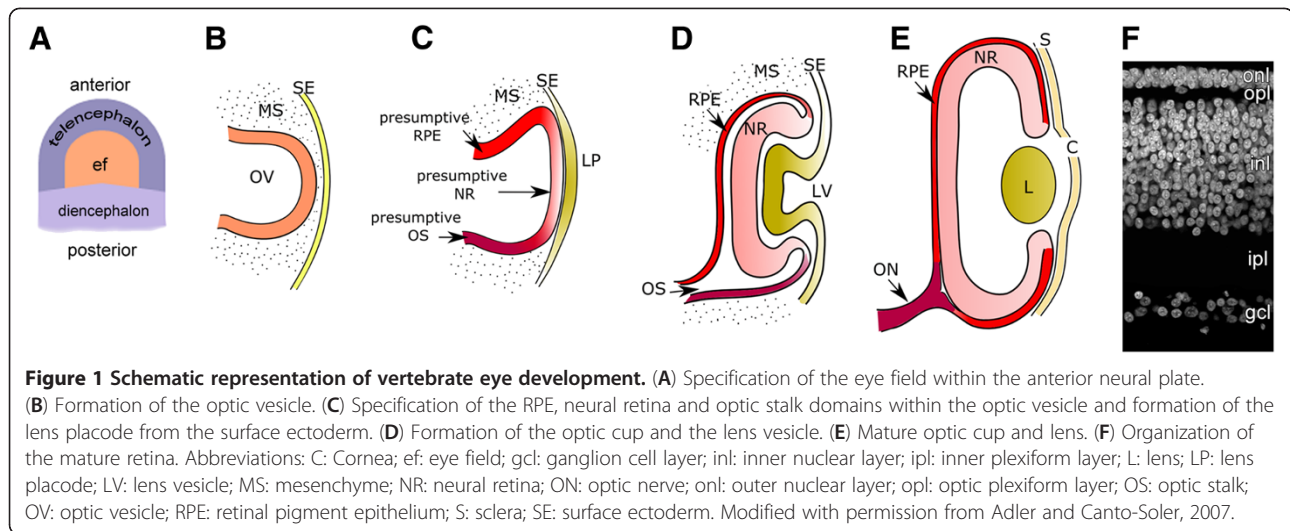 A
anterior
telencephalon
ef
diencephalon
posterior
B
MS
SE
OV
C
SE
MS
presumptive
RPE
LP
presumptive
NR
presumptive
OS
D
MS
SE
RPE
NR
LV
OS
E
S
NR
RPE
C
L
ON
F
onl
opl
inl
ipl
gcl
Figure 1 Schematic representation of vertebrate eye development. (A) Specification of the eye field within the anterior neural plate.
(B) Formation of the optic vesicle. (C) Specification of the RPE, neural retina and optic stalk domains within the optic vesicle and formation of the
lens placode from the surface ectoderm. (D) Formation of the optic cup and the lens vesicle. (E) Mature optic cup and lens. (F) Organization of
the mature retina. Abbreviations: C: Cornea; ef: eye field; gcl: ganglion cell layer; inl: inner nuclear layer; ipl: inner plexiform layer; L: lens; LP: lens
placode; LV: lens vesicle; MS: mesenchyme; NR: neural retina; ON: optic nerve; onl: outer nuclear layer; opl: optic plexiform layer; OS: optic stalk;
OV: optic vesicle; RPE: retinal pigment epithelium; S: sclera; SE: surface ectoderm. Modified with permission from Adler and Canto-Soler, 2007.